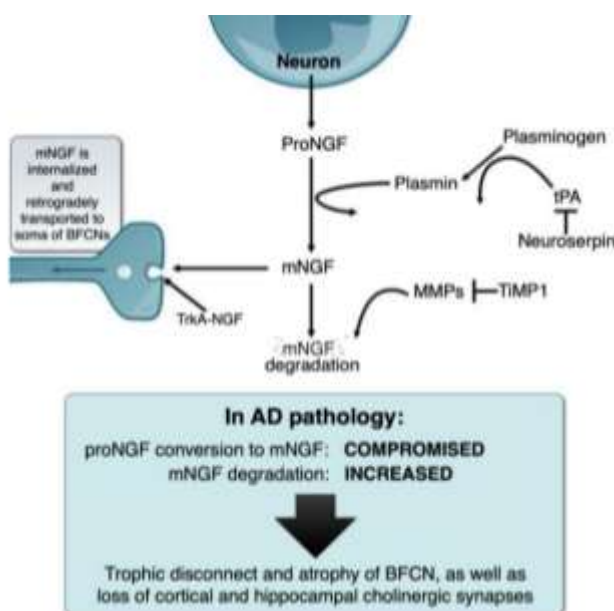 Neuron
ProNGF
Plasminogen
Plasmin
tPA
Neuroserpin
mNGF is
internalized
and
retrogradely
transported to
soma of BFCNs
mNGF
MMPs
TiMP1
TrkA-NGF
mNGF
degradation
In AD pathology:
proNGF conversion to mNGF: COMPROMISED
mNGF degradation: INCREASED
Trophic disconnect and atrophy of BFCN, as well as
loss of cortical and hippocampal cholinergic synapses